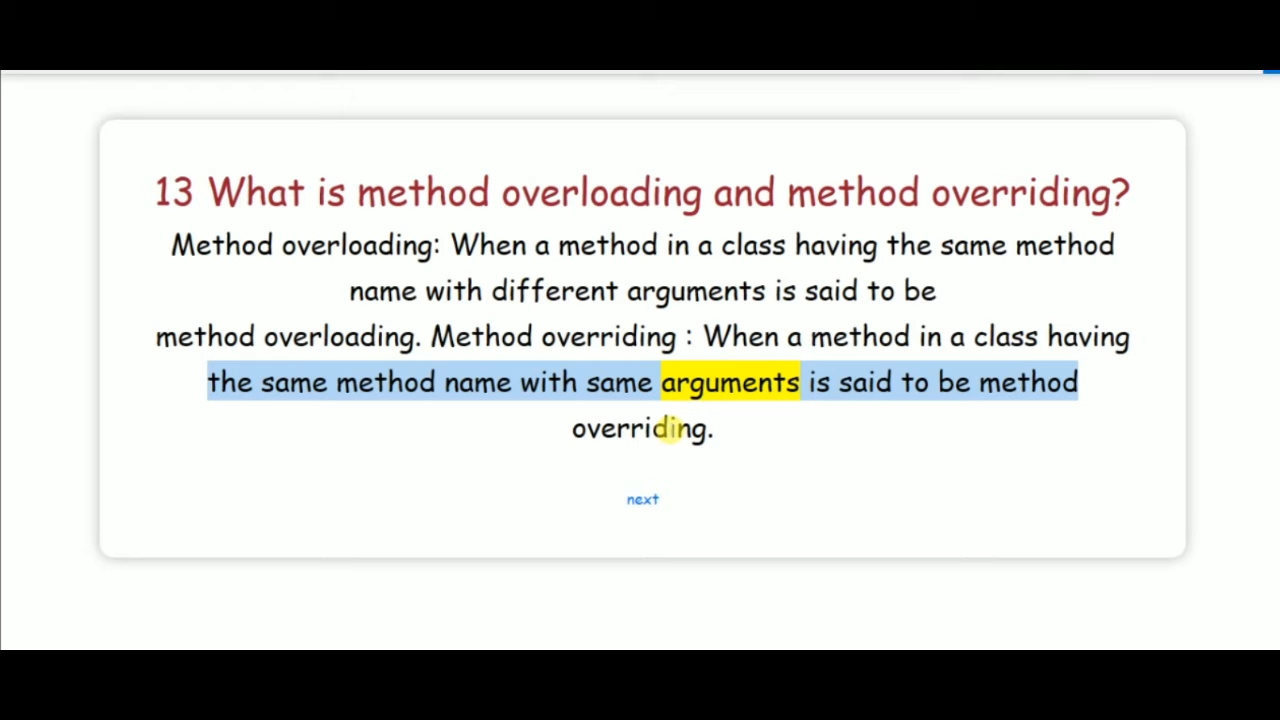 13 What is method overloading and method overriding?
Method overloading: When a method in a class having the same method
name with different arguments is said to be
method overloading. Method overriding : When a method in a class having
the same method name with same arguments is said to be method
overriding.
next